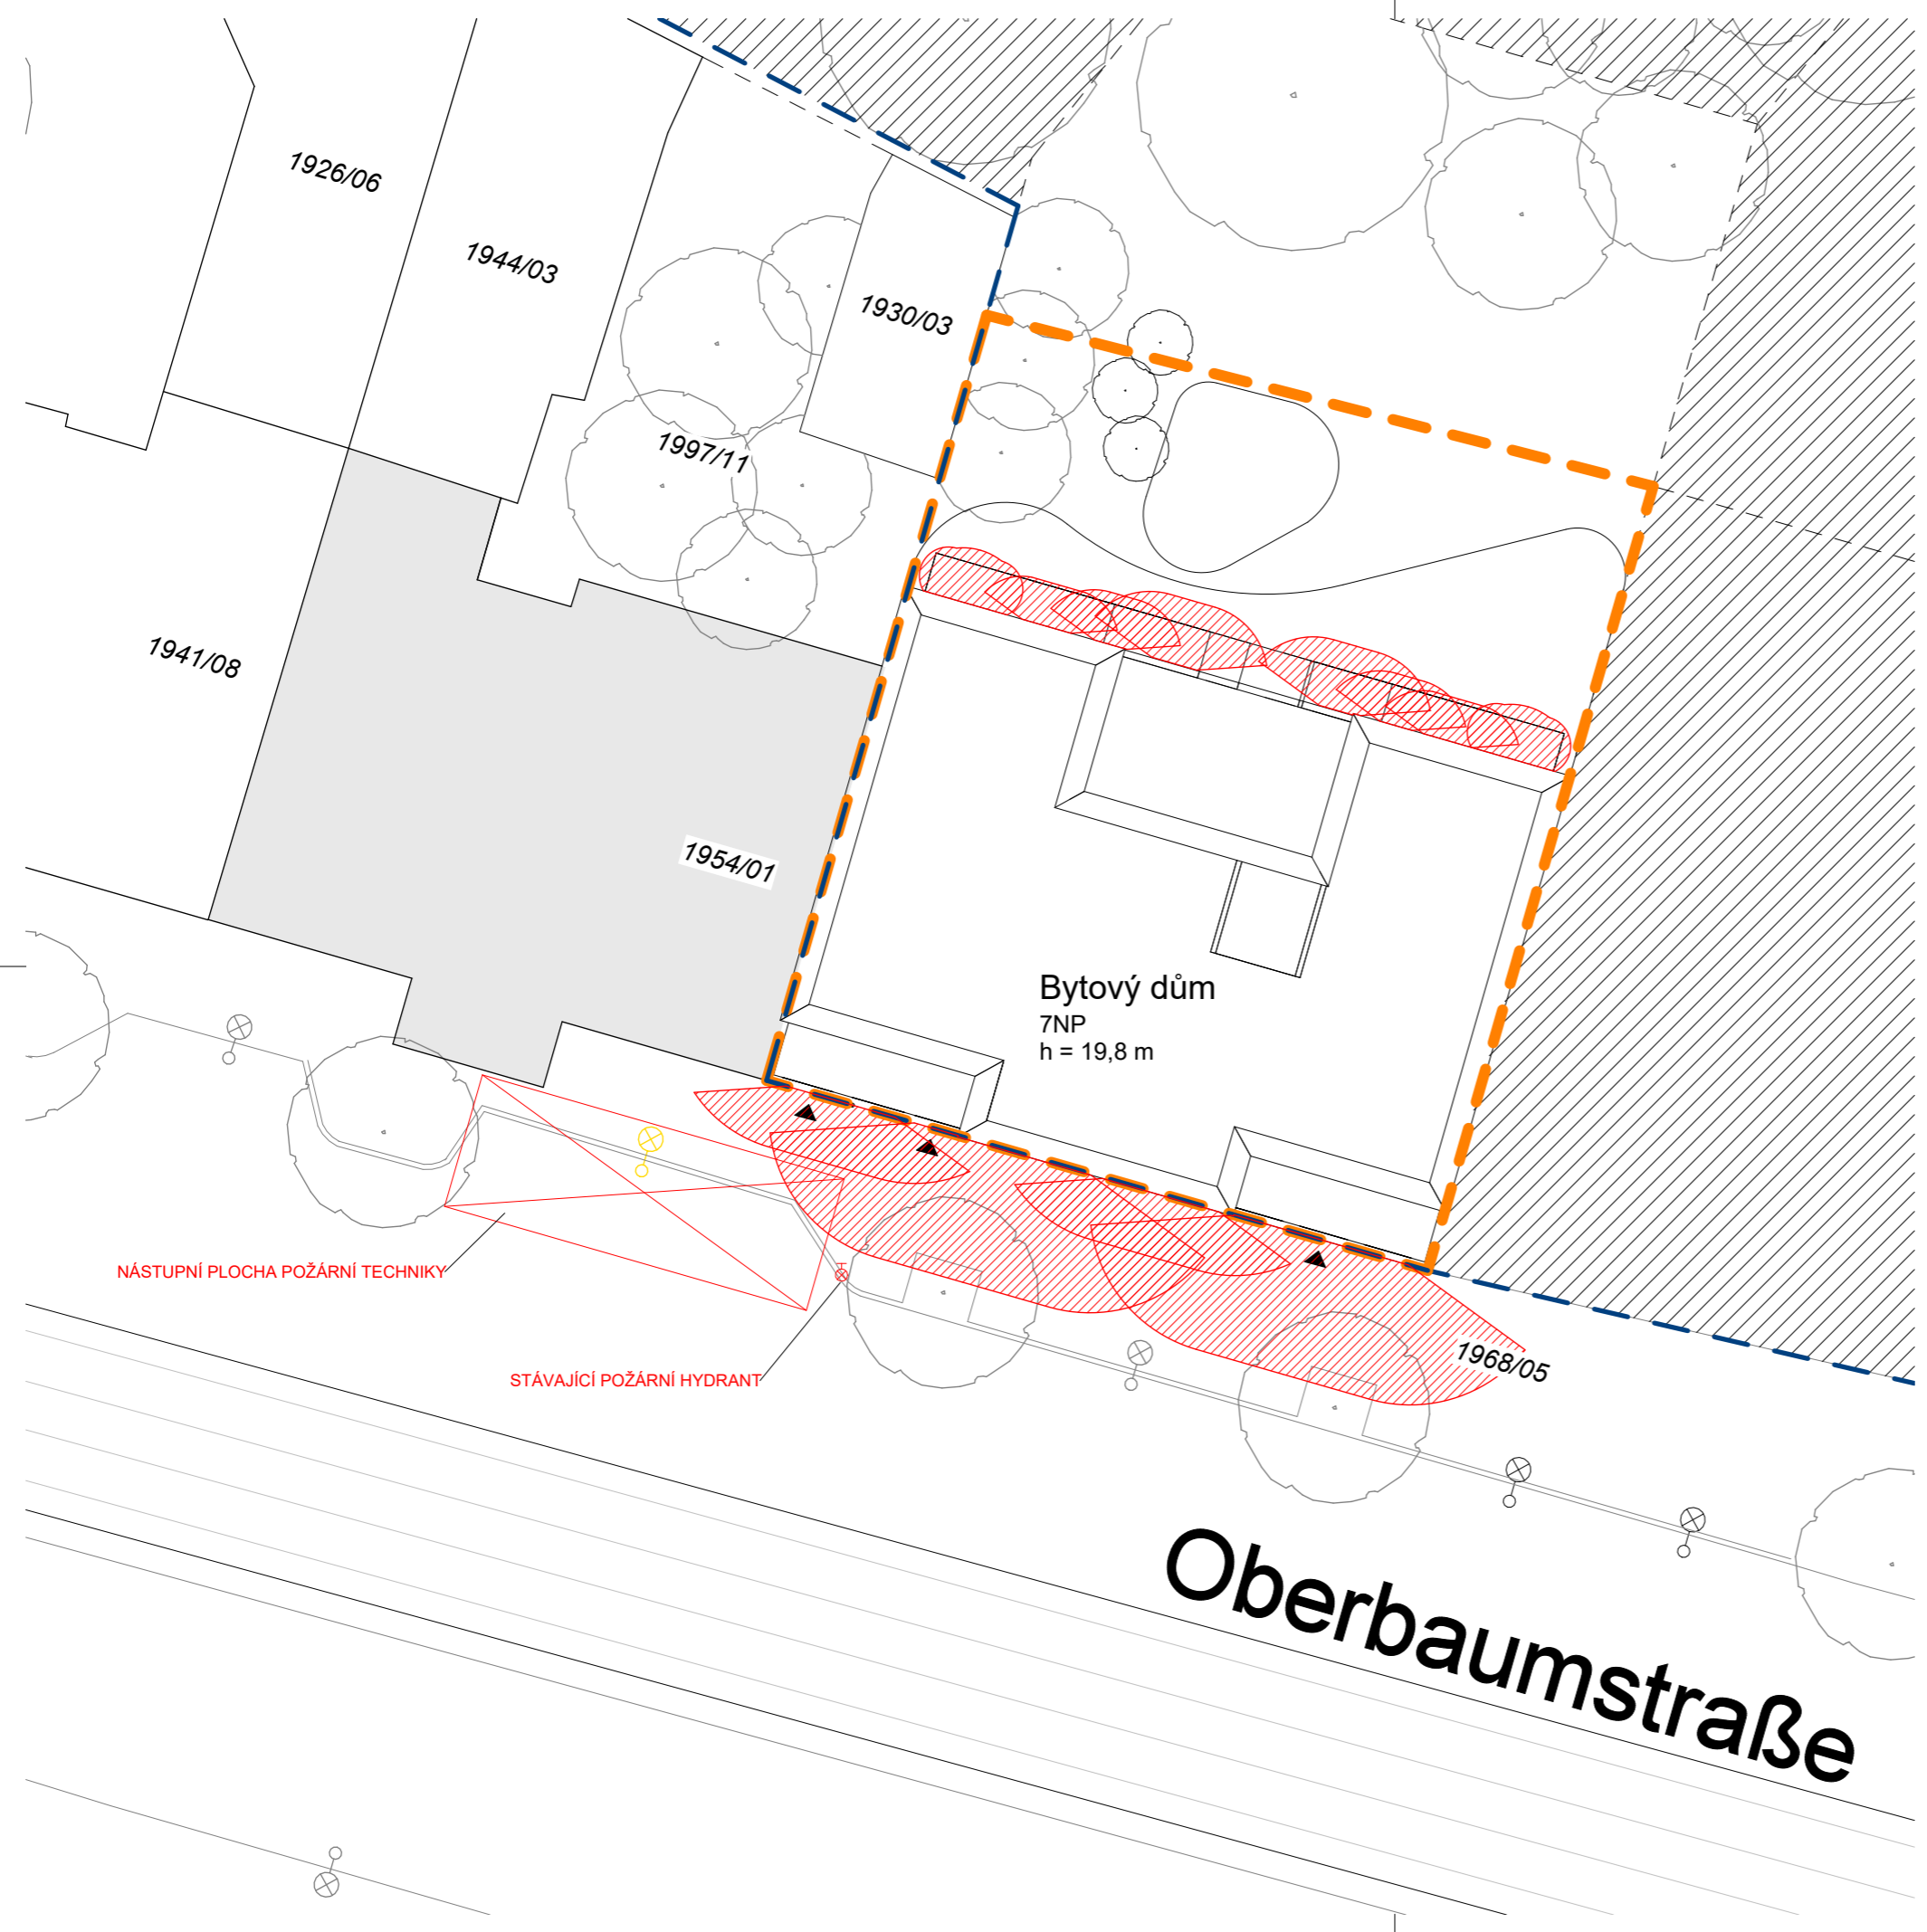 1926/06
1944/03
1930/03
1997/11
1941/08
1954/01
Bytový dům
7NP
h = 19,8 m
NÁSTUPNÍ PLOCHA POŽÁRNÍ TECHNIKY
STÁVAJÍCÍ POŽÁRNÍ HYDRANT
1968/05
Oberbaumstraße